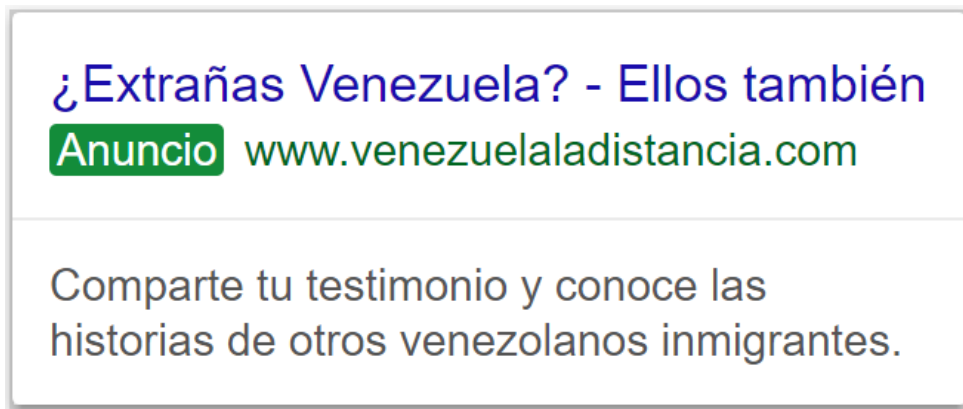 ¿Extrañas Venezuela? - Ellos también
Anuncio www.venezuelaladistancia.com
Comparte tu testimonio y conoce las
historias de otros venezolanos inmigrantes.